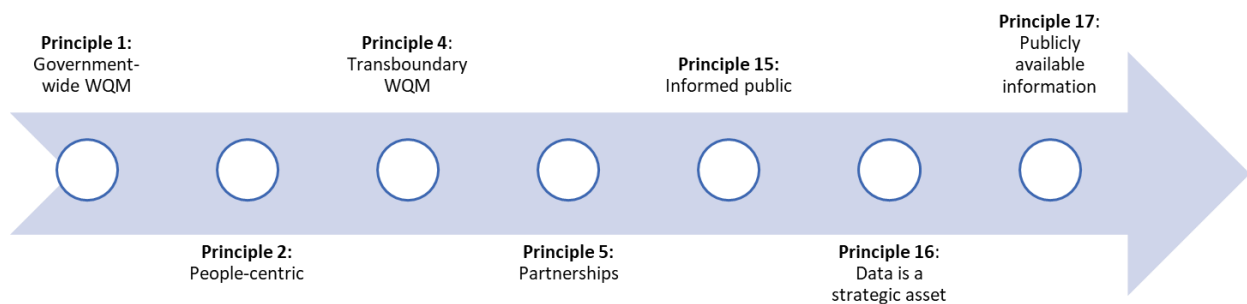 Principle 1:
Government-
wide WQM
Principle 2:
People-centric
Principle 4:
Transboundary
WQM
Principle 5:
Partnerships
Principle 15:
Informed public
Principle 16:
Data is a
strategic asset
Principle 17:
Publicly
available
information